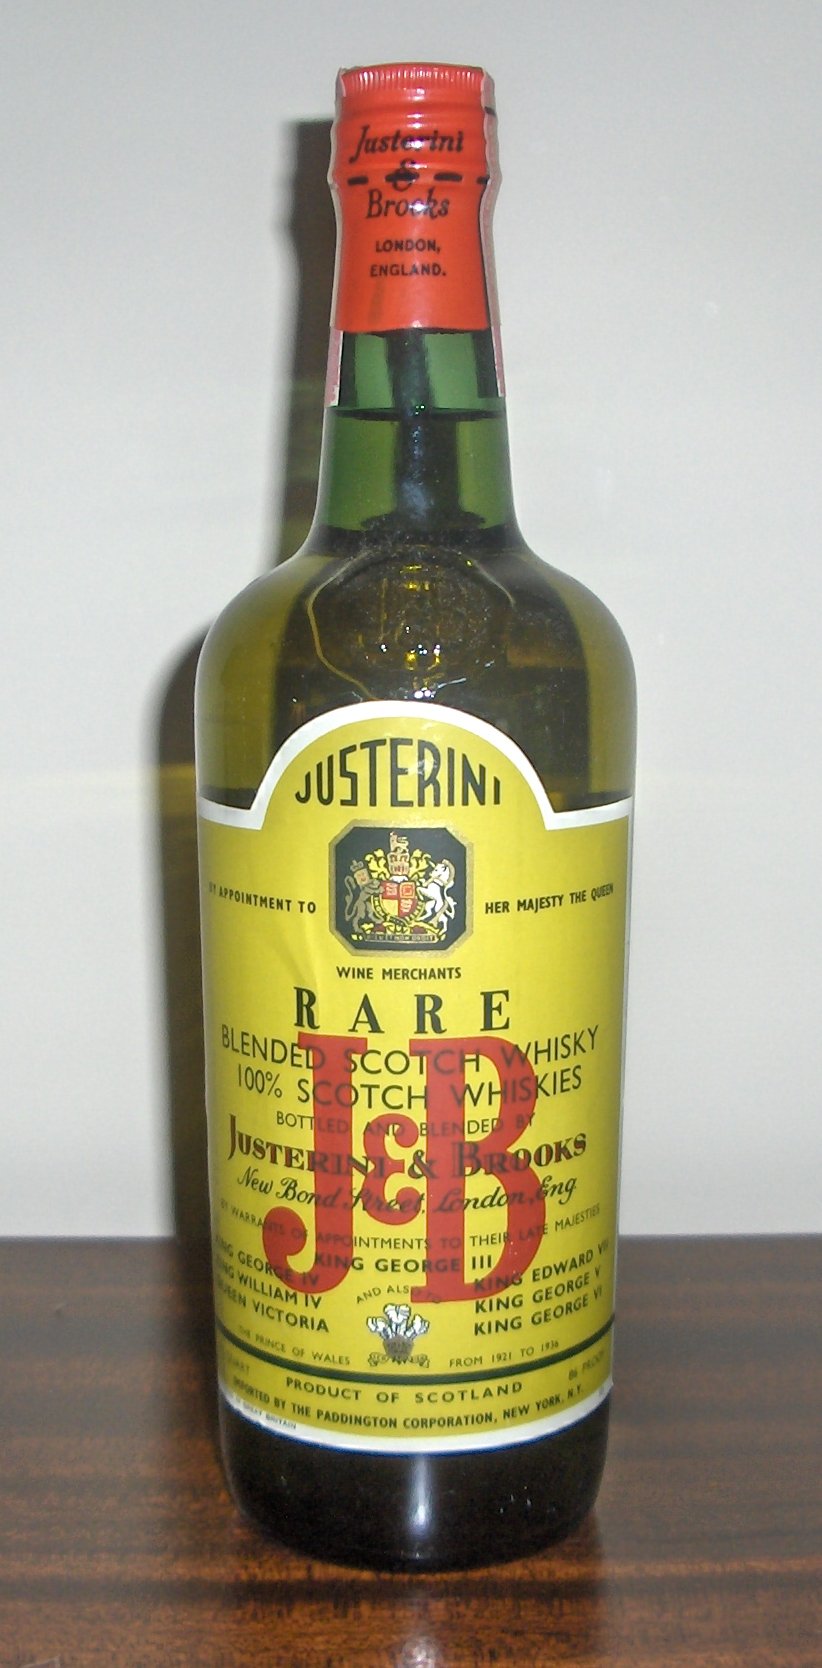 Justerini
&
Brooks
LONDON,
ENGLAND.
JUSTERINI
BY APPOINTMENT TO HER MAJESTY THE QUEEN
WINE MERCHANTS
RARE
BLENDED SCOTCH WHISKY
100% SCOTCH WHISKIES
BOTTLED AND BLENDED BY
JUSTERINI & BROOKS
New Bond Street, London, Eng.
J&B
BY WARRANTS OF APPOINTMENTS TO THEIR LATE MAJESTIES
KING GEORGE III
KING GEORGE IV
KING WILLIAM IV
QUEEN VICTORIA
KING EDWARD VII
KING GEORGE V
KING GEORGE VI
AND ALSO TO
THE PRINCE OF WALES FROM 1921 TO 1936
QUART 86 PROOF
PRODUCT OF SCOTLAND
IMPORTED BY THE PADDINGTON CORPORATION, NEW YORK, N.Y.
GREAT BRITAIN